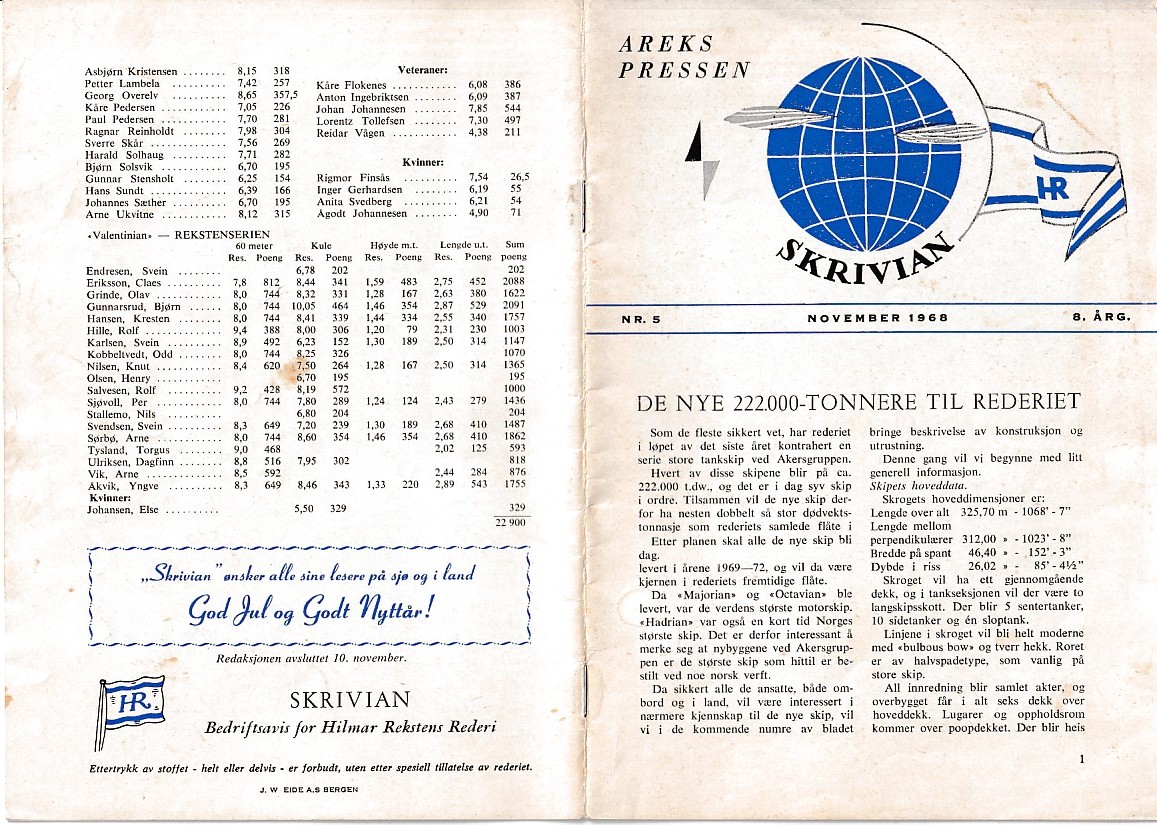 Asbjørn Kristensen ........ 8,15 318
Petter Lambela ......... 7,42 257
Georg Overelv ......... 8,65 357,5
Kåre Pedersen .......... 7,05 226
Paul Pedersen .......... 7,70 281
Ragnar Reinholdt ....... 7,98 304
Sverre Skår ............ 7,56 269
Harald Solhaug ......... 7,71 282
Bjørn Solsvik .......... 6,70 195
Gunnar Stensholt ....... 6,25 154
Hans Sundt ............. 6,39 166
Johannes Sæther ........ 6,70 195
Arne Ukvitne ........... 8,12 315
Veteraner:
Kåre Flokenes ............ 6,08 386
Anton Ingebriktsen ....... 6,09 387
Johan Johannesen ........ 7,85 544
Lorentz Tollefsen ........ 7,30 497
Reidar Vågen ............ 4,38 211
Kvinner:
Rigmor Finsås .......... 7,54 26,5
Inger Gerhardsen ........ 6,19 55
Anita Svedberg ......... 6,21 54
Agodt Johannesen ........ 4,90 71
«Valentinian» — REKSTENSERIEN
60 meter Kule Høyde m.t. Lengde u.t. Sum
Res. Poeng Res. Poeng Res. Poeng Res. Poeng poeng
Endresen, Svein ........ 6,78 202 202
Eriksson, Claes .......... 7,8 812 8,44 341 1,59 483 2,75 452 2088
Grinde, Olav ............ 8,0 744 8,32 331 1,28 167 2,63 380 1622
Gunnarsrud, Bjørn ...... 8,0 744 10,05 464 1,46 354 2,87 529 2091
Hansen, Kresten ........ 8,0 744 8,41 339 1,44 334 2,55 340 1757
Hille, Rolf .............. 9,4 388 8,00 306 1,20 79 2,31 230 1003
Karlsen, Svein .......... 8,9 492 6,23 152 1,30 189 2,50 314 1147
Kobbeltvedt, Odd ........ 8,0 744 8,25 326 1070
Nilsen, Knut ............ 8,4 620 7,50 264 1,28 167 2,50 314 1365
Olsen, Henry ............ 6,70 195 195
Salvesen, Rolf .......... 9,2 428 8,19 572 1000
Sjøvoll, Per ............ 8,0 744 7,80 289 1,24 124 2,43 279 1436
Stallemo, Nils .......... 6,80 204 204
Svendsen, Svein ........ 8,3 649 7,20 239 1,30 189 2,68 410 1487
Sørbø, Arne ............ 8,0 744 8,60 354 1,46 354 2,68 410 1862
Tysland, Torgus ........ 9,0 468 2,02 125 593
Ulriksen, Dagfinn ........ 8,8 516 7,95 302 818
Vik, Arne .............. 8,5 592 2,44 284 876
Åkvik, Yngve .......... 8,3 649 8,46 343 1,33 220 2,89 543 1755
Kvinner:
Johansen, Else .......... 5,50 329 329
22 900
„Skrivian” ønsker alle sine lesere på sjø og i land
God Jul og Godt Nyttår!
Redaksjonen avsluttet 10. november.
HR
SKRIVIAN
Bedriftsavis for Hilmar Rekstens Rederi
Ettertrykk av stoffet - helt eller delvis - er forbudt, uten etter spesiell tillatelse av rederiet.
J. W EIDE A.S BERGEN
AREKS
PRESSEN
HR
SKRIVIAN
NR. 5 NOVEMBER 1968 8. ÅRG.
DE NYE 222.000-TONNERE TIL REDERIET
Som de fleste sikkert vet, har rederiet
i løpet av det siste året kontrahert en
serie store tankskip ved Akersgruppen.
Hvert av disse skipene blir på ca.
222.000 t.dw., og det er i dag syv skip
i ordre. Tilsammen vil de nye skip der-
for ha nesten dobbelt så stor dødvekts-
tonnasje som rederiets samlede flåte i
Etter planen skal alle de nye skip bli
dag.
levert i årene 1969—72, og vil da være
kjernen i rederiets fremtidige flåte.
Da «Majorian» og «Octavian» ble
levert, var de verdens største motorskip.
«Hadrian» var også en kort tid Norges
største skip. Det er derfor interessant å
merke seg at nybyggene ved Akersgrup-
pen er de største skip som hittil er be-
stilt ved noe norsk verft.
Da sikkert alle de ansatte, både om-
bord og i land, vil være interessert i
nærmere kjennskap til de nye skip, vil
vi i de kommende numre av bladet
bringe beskrivelse av konstruksjon og
utrustning.
Denne gang vil vi begynne med litt
generell informasjon.
Skipets hoveddata.
Skrogets hoveddimensjoner er:
Lengde over alt 325,70 m - 1068' - 7"
Lengde mellom
perpendikulærer 312,00 » - 1023' - 8"
Bredde på spant 46,40 » - 152' - 3"
Dybde i riss 26,02 » - 85' - 4½"
Skroget vil ha ett gjennomgående
dekk, og i tankseksjonen vil der være to
langskipsskott. Der blir 5 sentertanker,
10 sidetanker og én sloptank.
Linjene i skroget vil bli helt moderne
med «bulbous bow» og tverr hekk. Roret
er av halvspadetype, som vanlig på
store skip.
All innredning blir samlet akter, og
overbygget får i alt seks dekk over
hoveddekk. Lugarer og oppholdsrom
kommer over poopdekket. Der blir heis
1